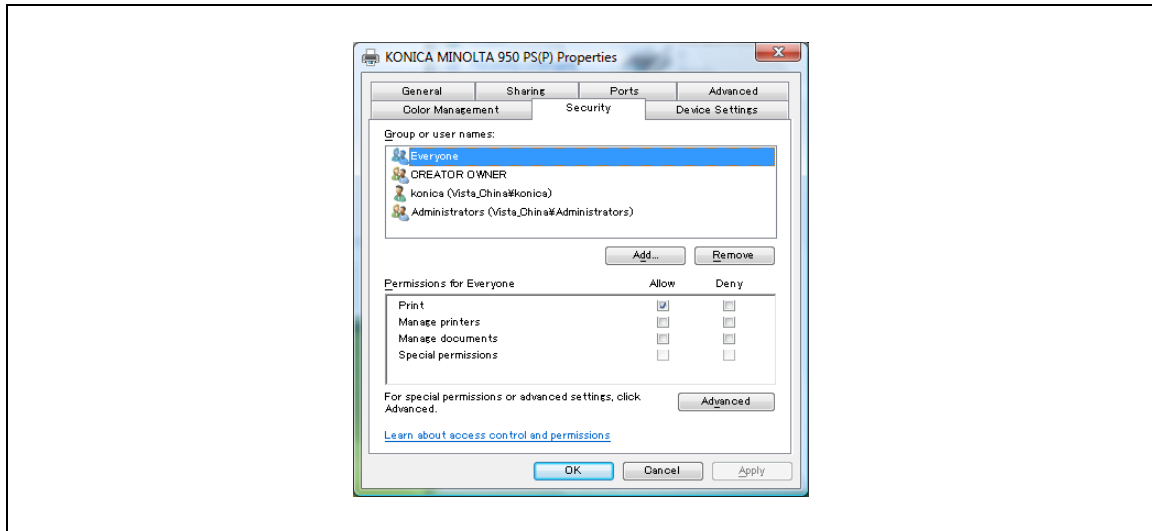 KONICA MINOLTA 950 PS(P) Properties
General Sharing Ports Advanced
Color Management Security Device Settings
Group or user names:
Everyone
CREATOR OWNER
konica (Vista_China¥konica)
Administrators (Vista_China¥Administrators)
Add... Remove
Permissions for Everyone Allow Deny
Print
Manage printers
Manage documents
Special permissions
For special permissions or advanced settings, click Advanced
Advanced.
Learn about access control and permissions
OK Cancel Apply